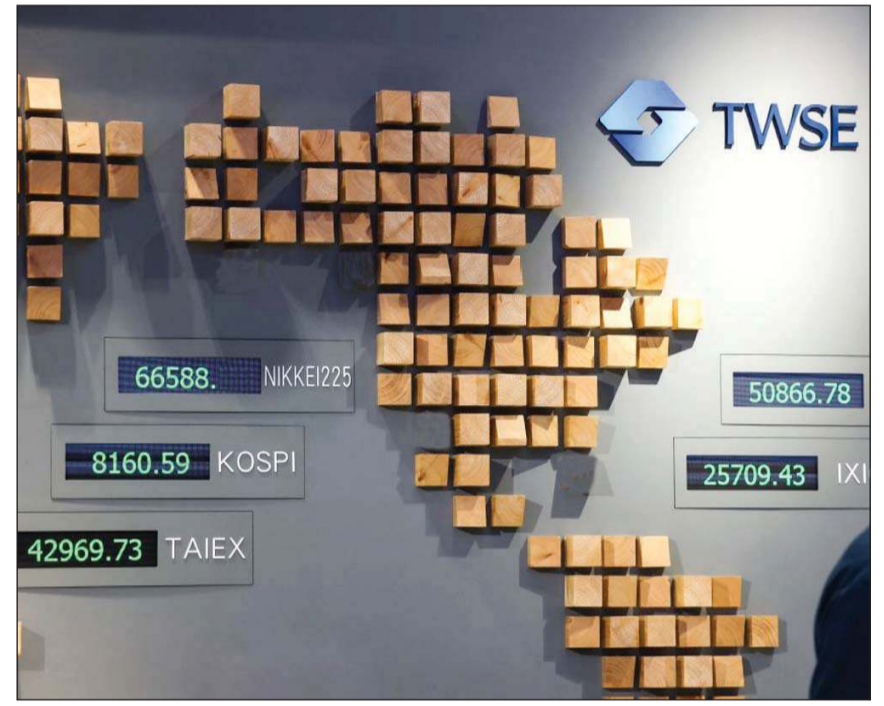 TWSE
66588. NIKKEI225
50866.78
8160.59 KOSPI
25709.43 IXI
42969.73 TAIEX